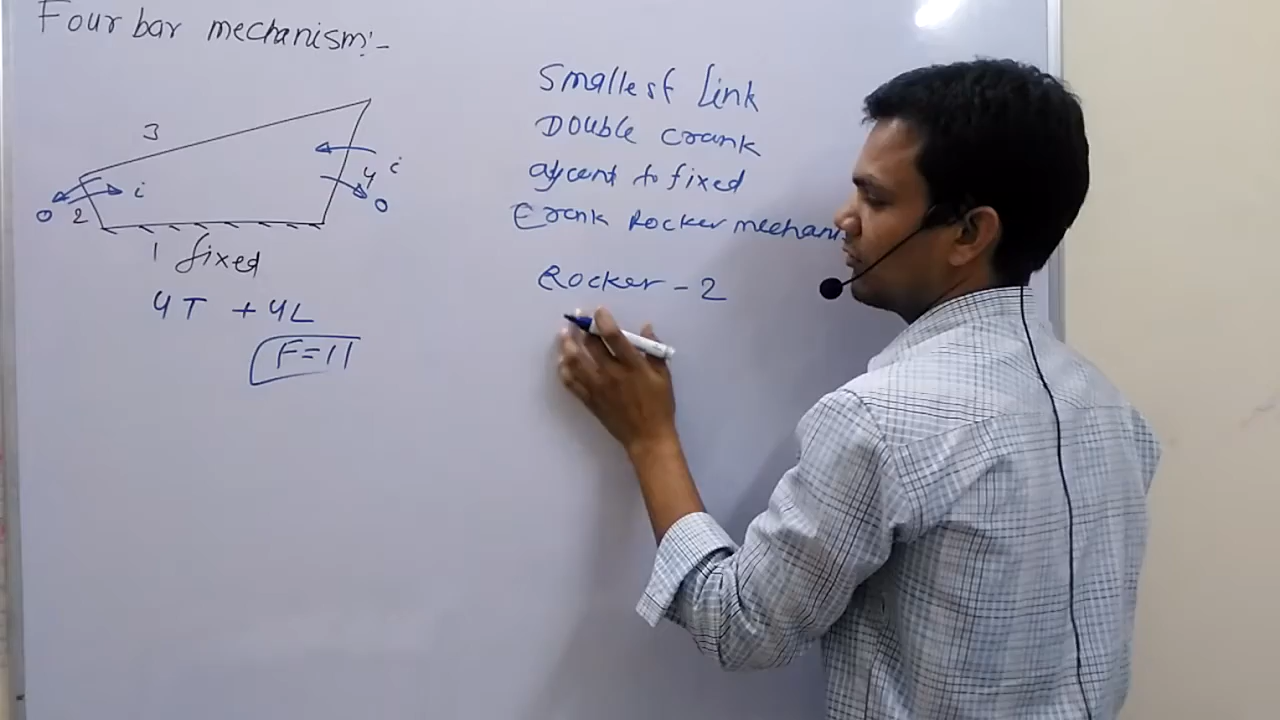 Four bar mechanism:-
3
i
4
o
i
o
2
1 fixed
4T + 4L
F=11
Smallest link
Double crank
adjcent to fixed
Crank Rocker mechanis
Rocker - 2